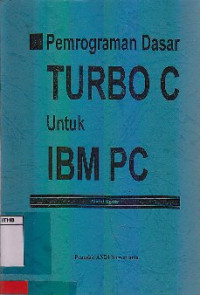 Pemrograman Dasar
TURBO C
Untuk
IBM PC